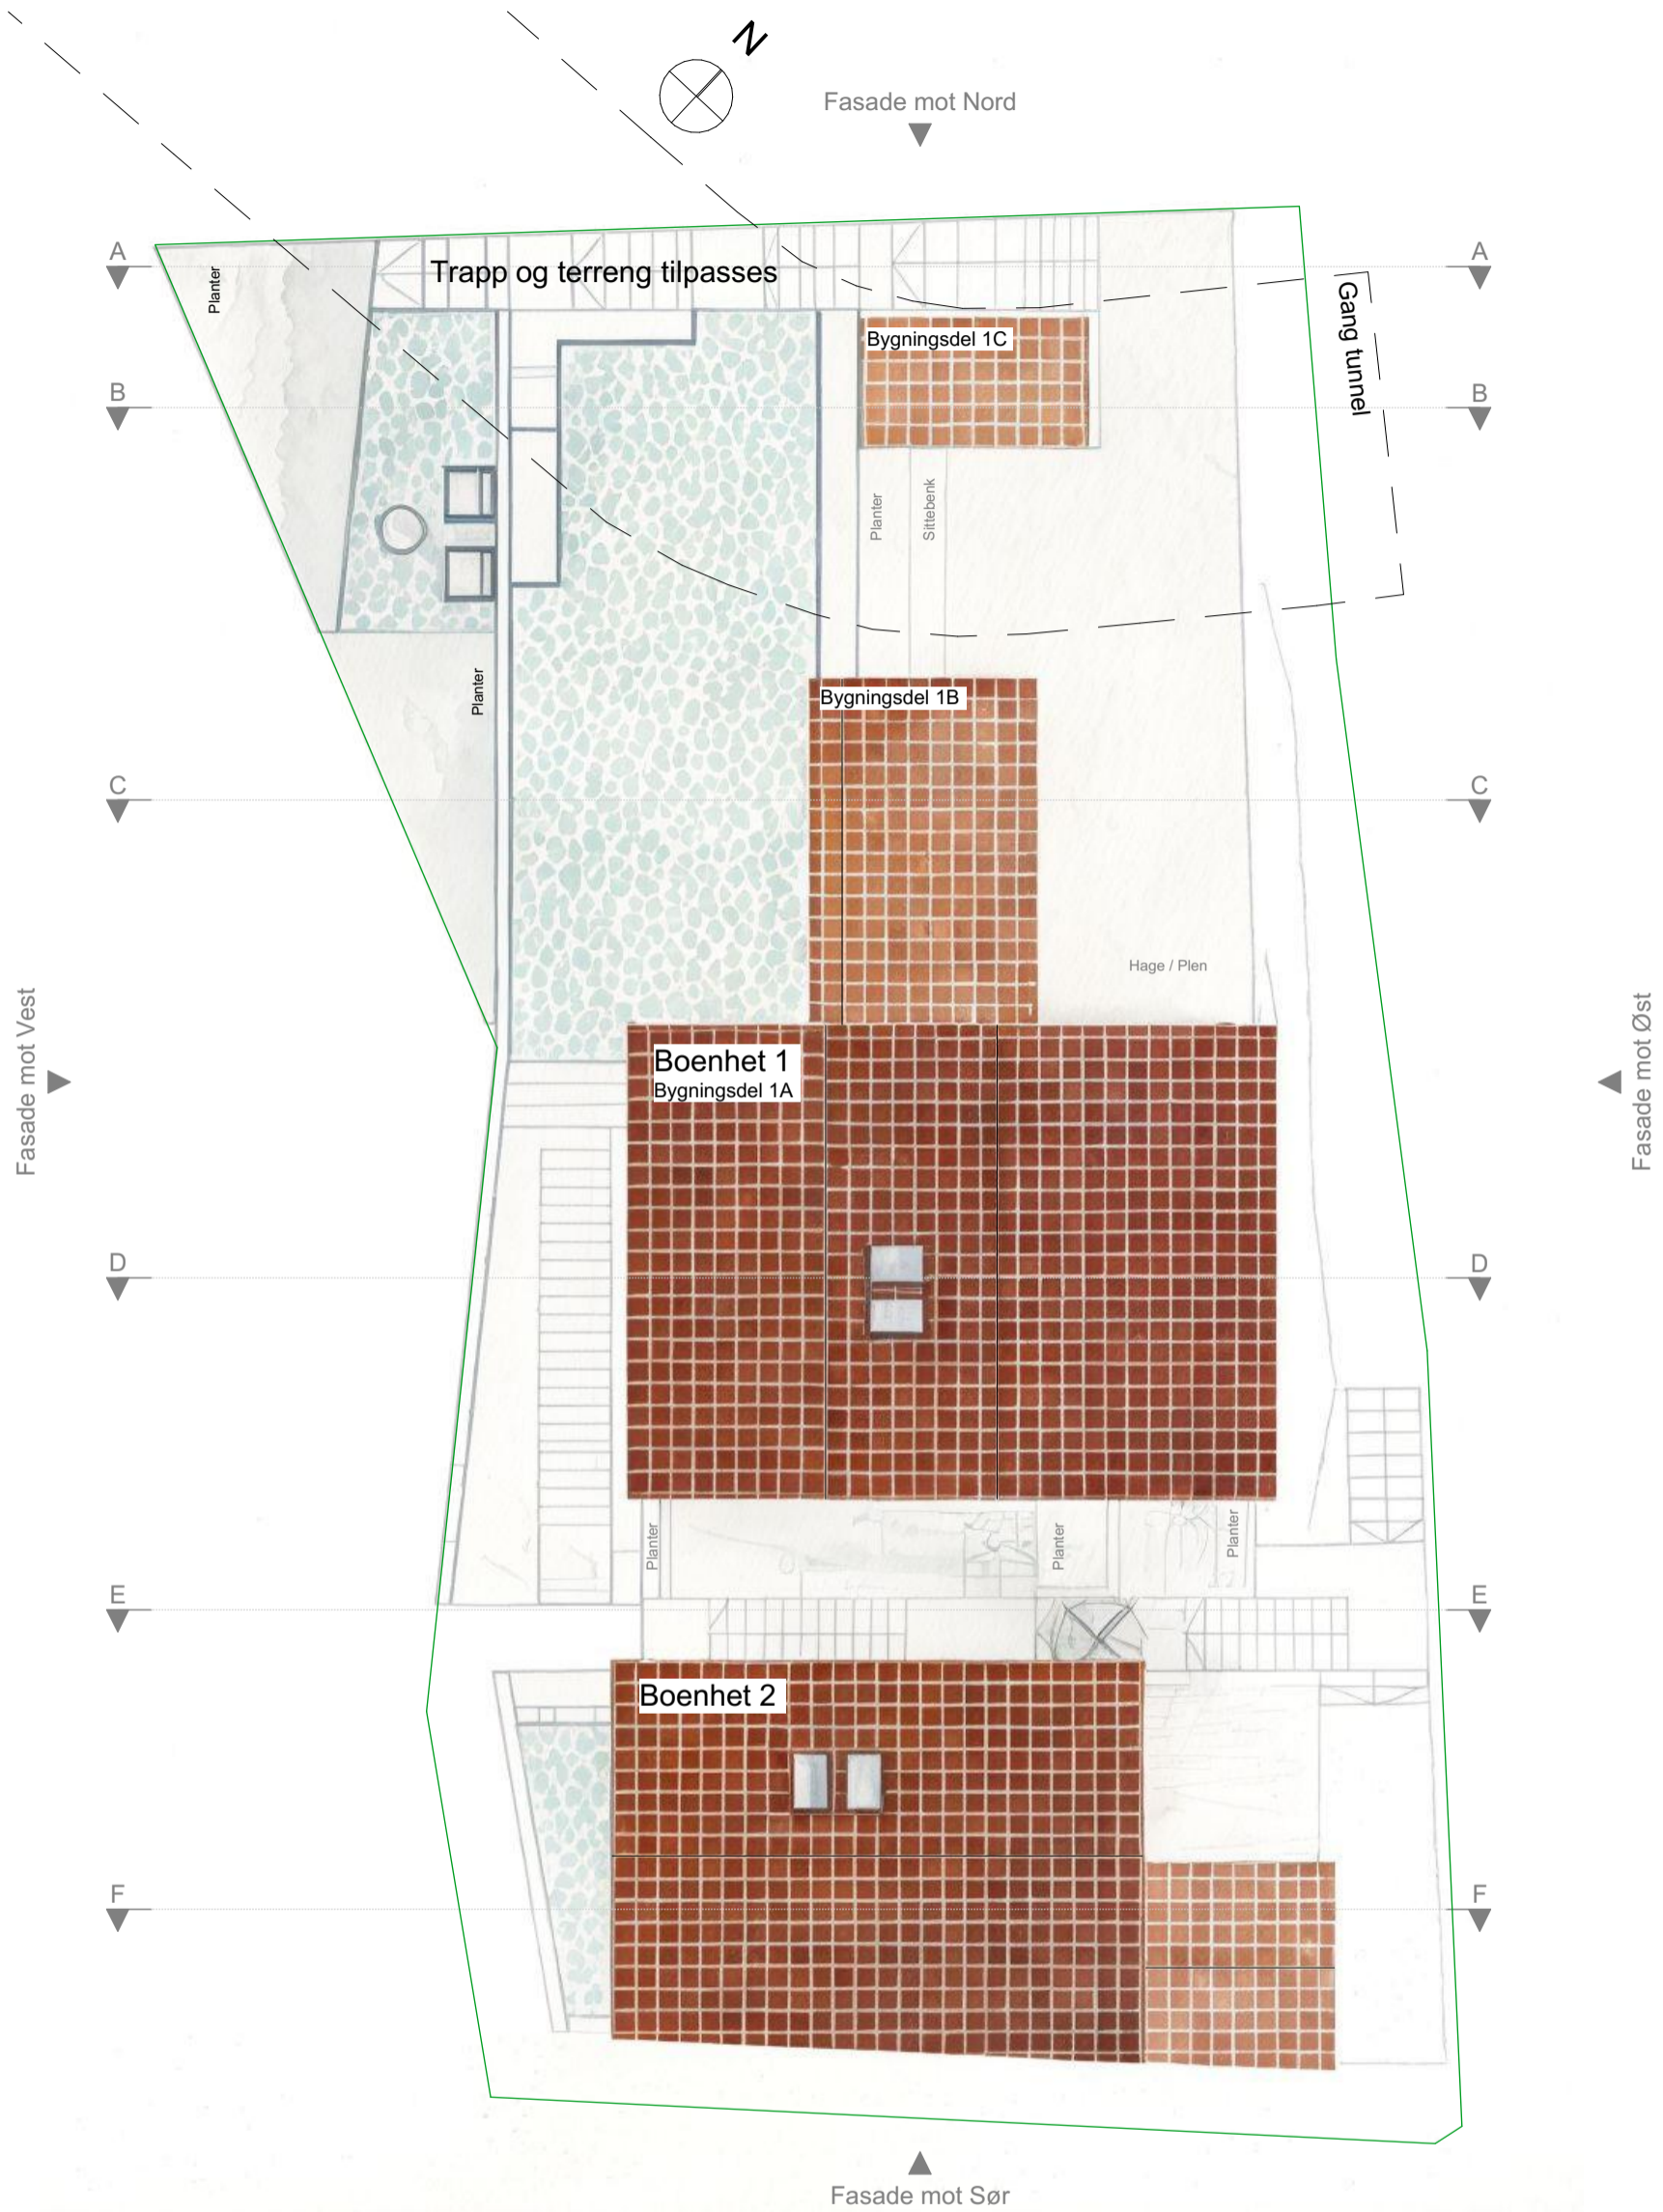 N
Fasade mot Nord
A
A
Trapp og terreng tilpasses
Planter
Gang tunnel
Bygningsdel 1C
B
B
Planter
Sittebenk
Planter
Bygningsdel 1B
C
C
Hage / Plen
Fasade mot Vest
Fasade mot Øst
Boenhet 1
Bygningsdel 1A
D
D
Planter
Planter
Planter
E
E
Boenhet 2
F
F
Fasade mot Sør